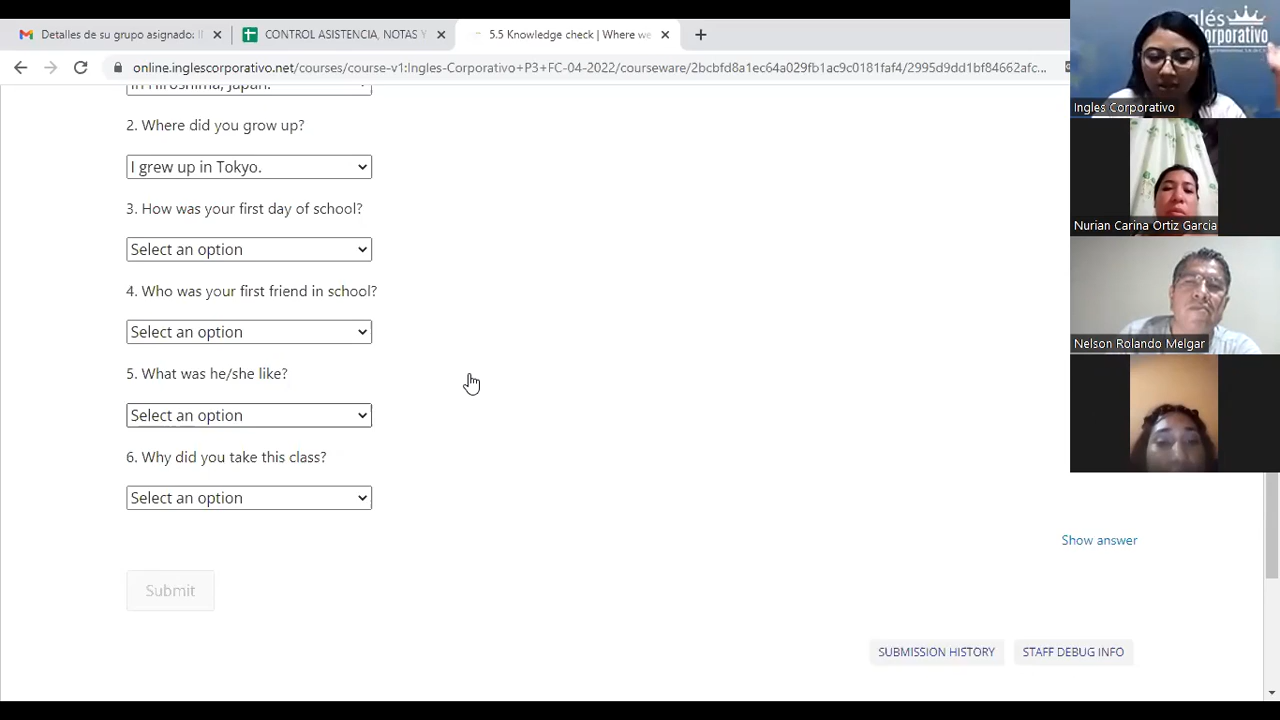 Detalles de su grupo asignado: I
CONTROL ASISTENCIA, NOTAS Y
5.5 Knowledge check | Where we
online.inglescorporativo.net/courses/course-v1:Ingles-Corporativo+P3+FC-04-2022/courseware/2bcbfd8a1ec64a029fb1ac9c0181faf4/2995d9dd1bf84662afc...
in Hiroshima, Japan.
2. Where did you grow up?
I grew up in Tokyo.
3. How was your first day of school?
Select an option
4. Who was your first friend in school?
Select an option
5. What was he/she like?
Select an option
6. Why did you take this class?
Select an option
Show answer
Submit
SUBMISSION HISTORY
STAFF DEBUG INFO
glés
corporativo
Ingles Corporativo
Nurian Carina Ortiz Garcia
Nelson Rolando Melgar